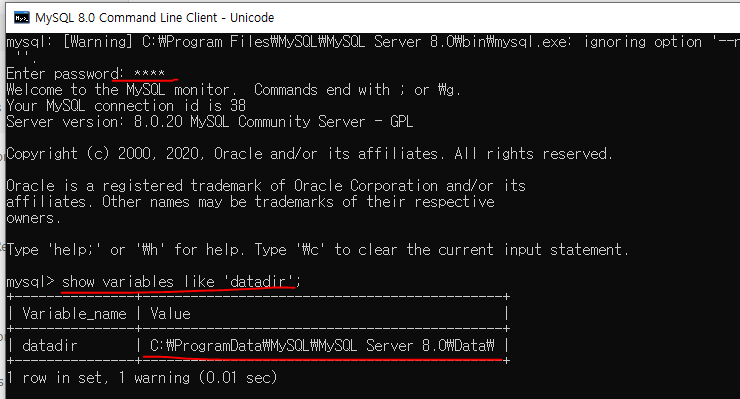 MySQL 8.0 Command Line Client - Unicode
mysql: [Warning] C:₩Program Files₩MySQL₩MySQL Server 8.0₩bin₩mysql.exe: ignoring option '--n
''.
Enter password: ****
Welcome to the MySQL monitor.  Commands end with ; or ₩g.
Your MySQL connection id is 38
Server version: 8.0.20 MySQL Community Server - GPL
Copyright (c) 2000, 2020, Oracle and/or its affiliates. All rights reserved.
Oracle is a registered trademark of Oracle Corporation and/or its
affiliates. Other names may be trademarks of their respective
owners.
Type 'help;' or '₩h' for help. Type '₩c' to clear the current input statement.
mysql> show variables like 'datadir';
+---------------+---------------------------------------------+
| Variable_name | Value                                       |
+---------------+---------------------------------------------+
| datadir       | C:₩ProgramData₩MySQL₩MySQL Server 8.0₩Data₩ |
+---------------+---------------------------------------------+
1 row in set, 1 warning (0.01 sec)